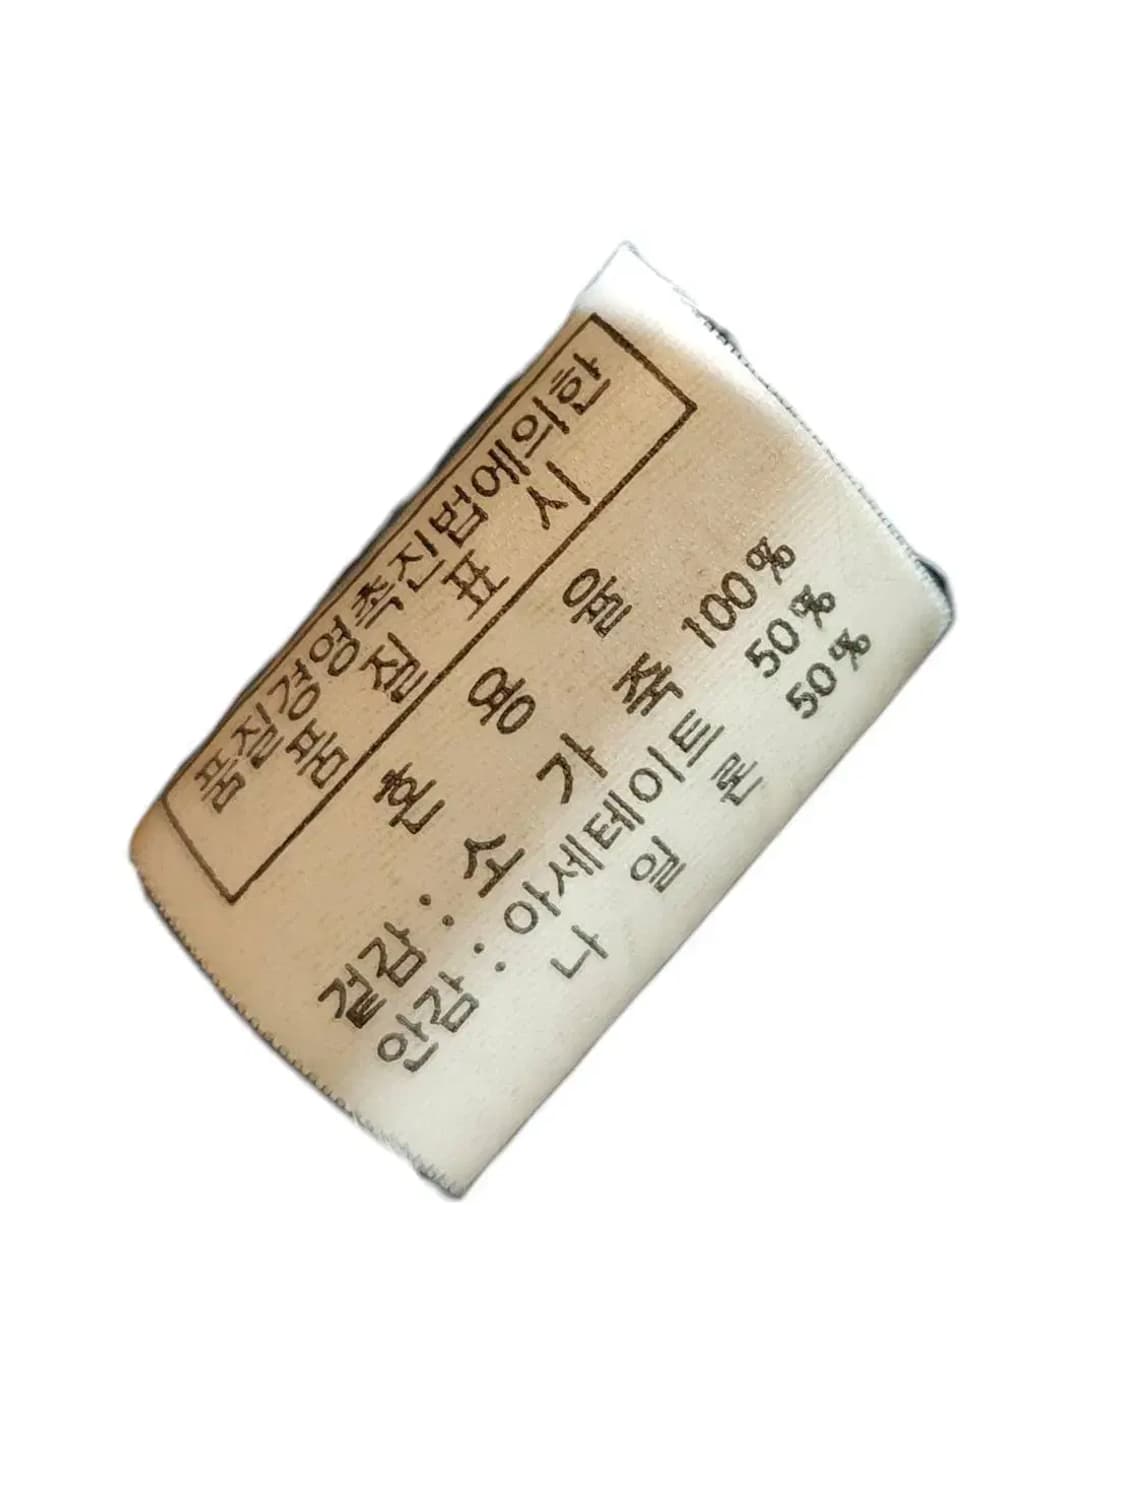 품질경영촉진법에의한
품 질 표 시
혼 용 율
겉감 : 소 가 죽 100%
안감 : 아세테이트 50%
나 일 론 50%